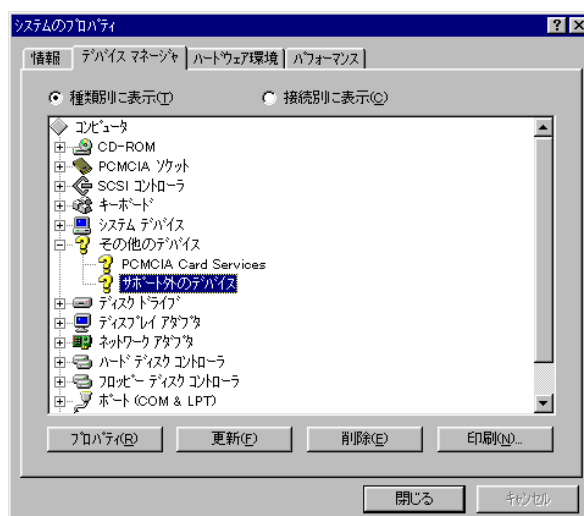 システムのプロパティ
情報 デバイス マネージャ ハードウェア環境 パフォーマンス
種類別に表示(T) 接続別に表示(C)
コンピュータ
CD-ROM
PCMCIA ソケット
SCSI コントローラ
キーボード
システム デバイス
その他のデバイス
PCMCIA Card Services
サポート外のデバイス
ディスク ドライブ
ディスプレイ アダプタ
ネットワーク アダプタ
ハード ディスク コントローラ
フロッピー ディスク コントローラ
ポート (COM & LPT)
プロパティ(R) 更新(F) 削除(E) 印刷(N)...
閉じる キャンセル